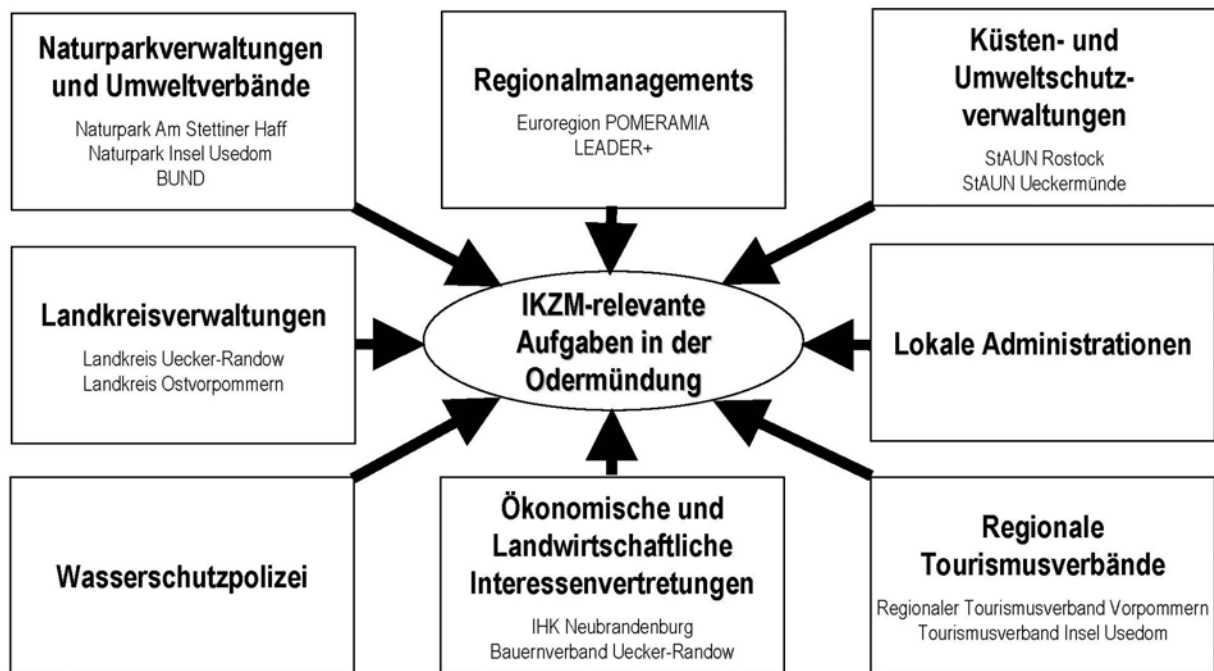 Naturparkverwaltungen
und Umweltverbände
Naturpark Am Stettiner Haff
Naturpark Insel Usedom
BUND
Regionalmanagements
Euroregion POMERAMIA
LEADER+
Küsten- und
Umweltschutz-
verwaltungen
StAUN Rostock
StAUN Ueckermünde
Landkreisverwaltungen
Landkreis Uecker-Randow
Landkreis Ostvorpommern
IKZM-relevante
Aufgaben in der
Odermündung
Lokale Administrationen
Wasserschutzpolizei
Ökonomische und
Landwirtschaftliche
Interessenvertretungen
IHK Neubrandenburg
Bauernverband Uecker-Randow
Regionale
Tourismusverbände
Regionaler Tourismusverband Vorpommern
Tourismusverband Insel Usedom